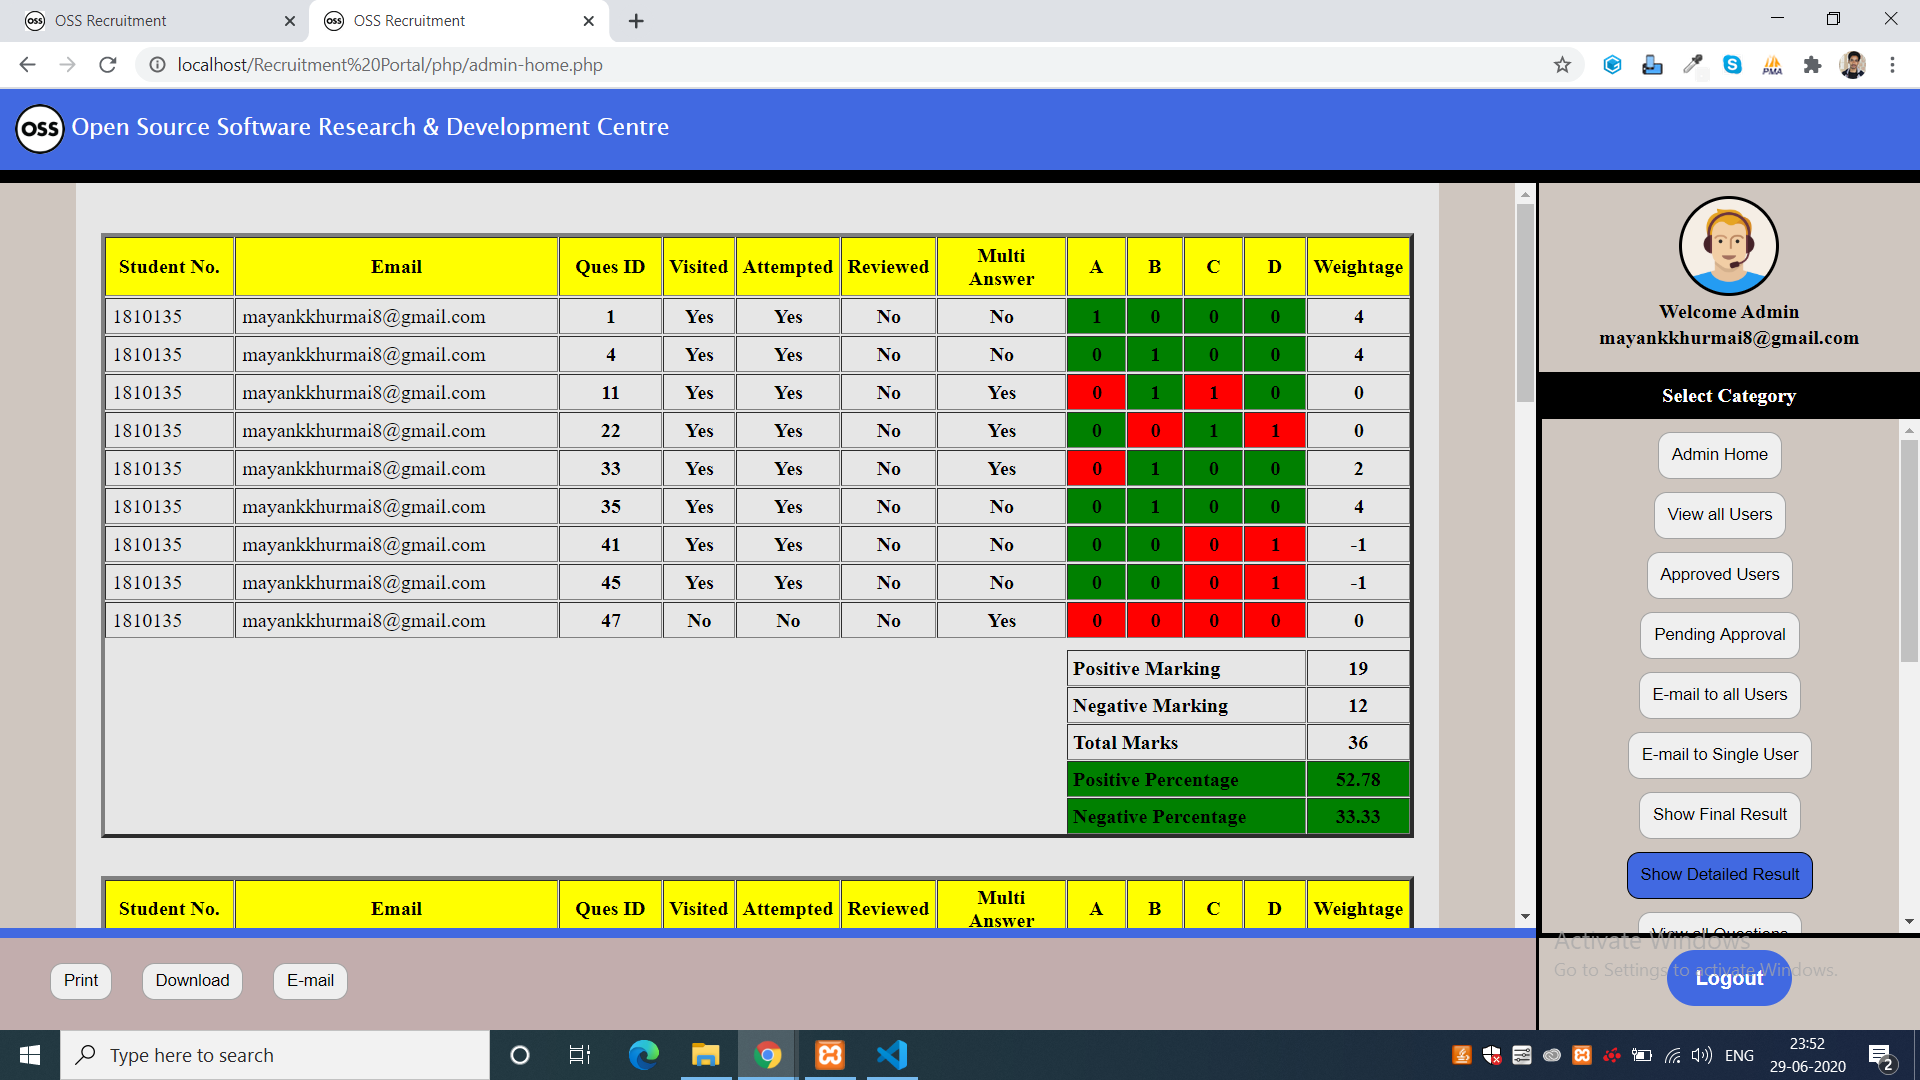 OSS Recruitment
OSS Recruitment
localhost/Recruitment%20Portal/php/admin-home.php
PMA
OSS Open Source Software Research & Development Centre
Student No. Email Ques ID Visited Attempted Reviewed Multi Answer A B C D Weightage
1810135 mayankkhurmai8@gmail.com 1 Yes Yes No No 1 0 0 0 4
1810135 mayankkhurmai8@gmail.com 4 Yes Yes No No 0 1 0 0 4
1810135 mayankkhurmai8@gmail.com 11 Yes Yes No Yes 0 1 1 0 0
1810135 mayankkhurmai8@gmail.com 22 Yes Yes No Yes 0 0 1 1 0
1810135 mayankkhurmai8@gmail.com 33 Yes Yes No Yes 0 1 0 0 2
1810135 mayankkhurmai8@gmail.com 35 Yes Yes No No 0 1 0 0 4
1810135 mayankkhurmai8@gmail.com 41 Yes Yes No No 0 0 0 1 -1
1810135 mayankkhurmai8@gmail.com 45 Yes Yes No No 0 0 0 1 -1
1810135 mayankkhurmai8@gmail.com 47 No No No Yes 0 0 0 0 0
Positive Marking 19
Negative Marking 12
Total Marks 36
Positive Percentage 52.78
Negative Percentage 33.33
Student No. Email Ques ID Visited Attempted Reviewed Multi Answer A B C D Weightage
Welcome Admin
mayankkhurmai8@gmail.com
Select Category
Admin Home
View all Users
Approved Users
Pending Approval
E-mail to all Users
E-mail to Single User
Show Final Result
Show Detailed Result
View all Questions
Activate Windows
Go to Settings to activate Windows.
Logout
Print Download E-mail
Type here to search
ENG
23:52
29-06-2020
2